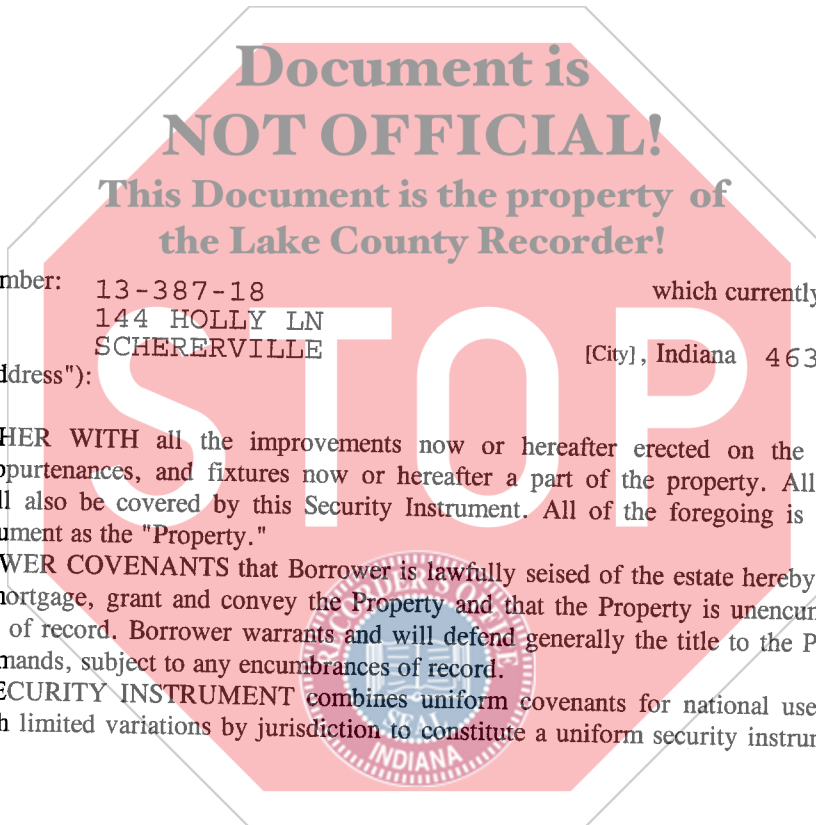 Document is
NOT OFFICIAL!
This Document is the property of
the Lake County Recorder!
mber: 13-387-18 which currently
144 HOLLY LN
SCHERERVILLE [City], Indiana 463
ddress"):
STOP
HER WITH all the improvements now or hereafter erected on the
ppurtenances, and fixtures now or hereafter a part of the property. All
ll also be covered by this Security Instrument. All of the foregoing is
ument as the "Property."
WER COVENANTS that Borrower is lawfully seised of the estate hereby
nortgage, grant and convey the Property and that the Property is unencum
of record. Borrower warrants and will defend generally the title to the P
mands, subject to any encumbrances of record.
ECURITY INSTRUMENT combines uniform covenants for national use
h limited variations by jurisdiction to constitute a uniform security instrum
RECORDER'S OFFICE
SEAL
INDIANA